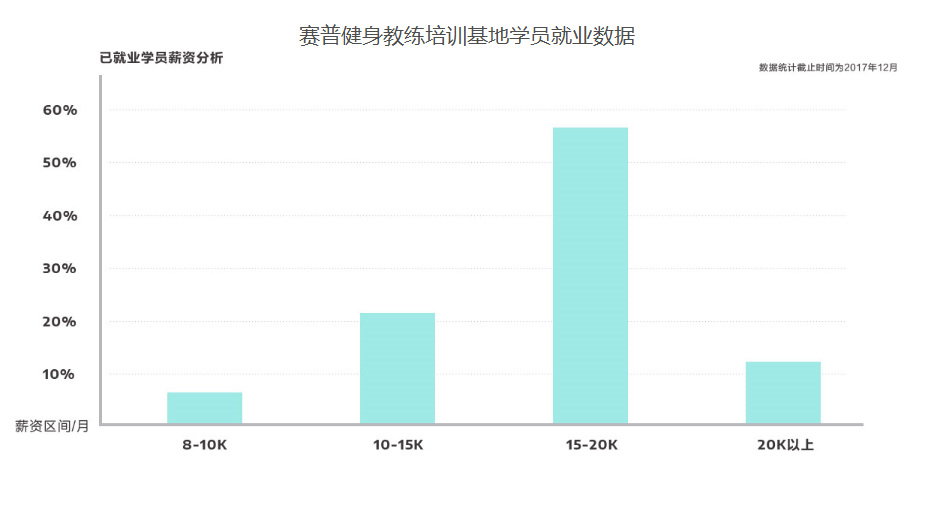 赛普健身教练培训基地学员就业数据
已就业学员薪资分析
数据统计截止时间为2017年12月
60%
50%
40%
30%
20%
10%
薪资区间/月
8-10K
10-15K
15-20K
20K以上